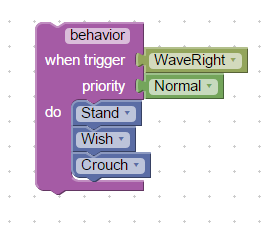 behavior
when trigger WaveRight
priority Normal
do Stand
Wish
Crouch